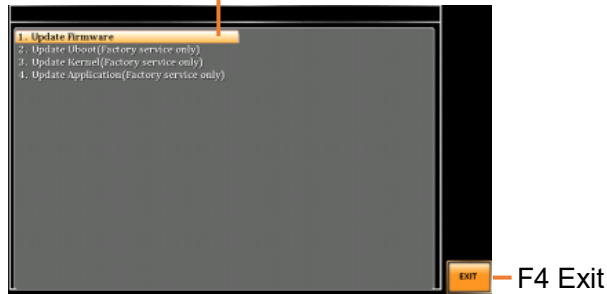 1. Update Firmware
2. Update Uboot(Factory service only)
3. Update Kernel(Factory service only)
4. Update Application(Factory service only)
EXIT
F4 Exit